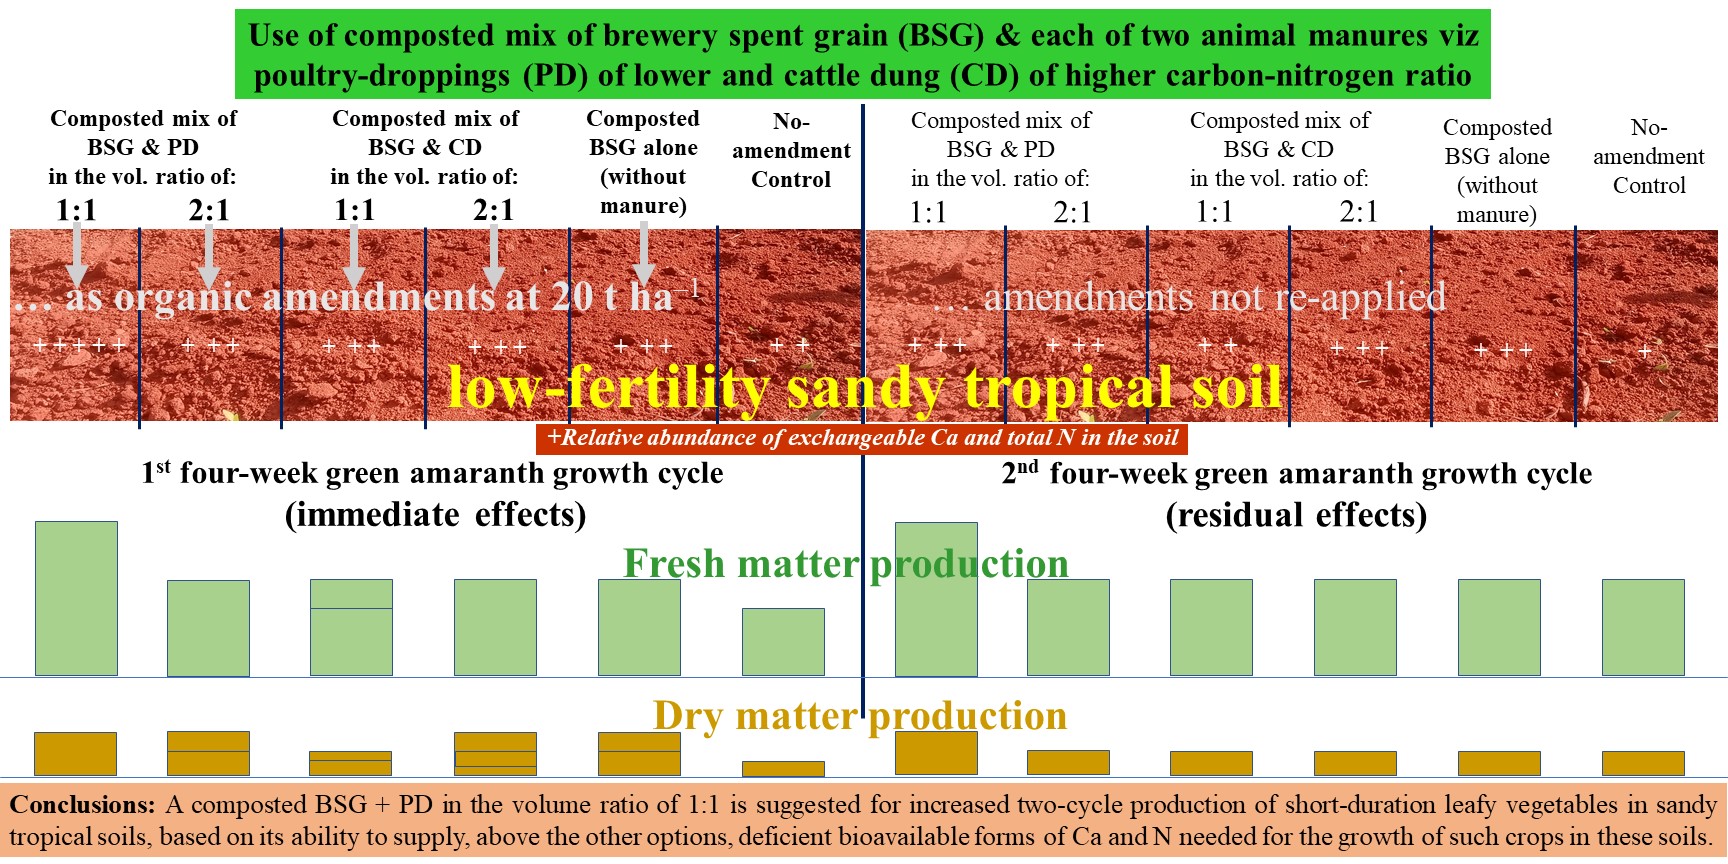 Use of composted mix of brewery spent grain (BSG) & each of two animal manures viz
poultry-droppings (PD) of lower and cattle dung (CD) of higher carbon-nitrogen ratio
Composted mix of
BSG & PD
in the vol. ratio of:
1:1 2:1
Composted mix of
BSG & CD
in the vol. ratio of:
1:1 2:1
Composted
BSG alone
(without
manure)
No-
amendment
Control
Composted mix of
BSG & PD
in the vol. ratio of:
1:1 2:1
Composted mix of
BSG & CD
in the vol. ratio of:
1:1 2:1
Composted
BSG alone
(without
manure)
No-
amendment
Control
… as organic amendments at 20 t ha⁻¹
… amendments not re-applied
+++++ +++ +++ +++ +++ ++ +++ +++ ++ +++ +++ +
low-fertility sandy tropical soil
+Relative abundance of exchangeable Ca and total N in the soil
1st four-week green amaranth growth cycle
(immediate effects)
2nd four-week green amaranth growth cycle
(residual effects)
Fresh matter production
Dry matter production
Conclusions: A composted BSG + PD in the volume ratio of 1:1 is suggested for increased two-cycle production of short-duration leafy vegetables in sandy
tropical soils, based on its ability to supply, above the other options, deficient bioavailable forms of Ca and N needed for the growth of such crops in these soils.